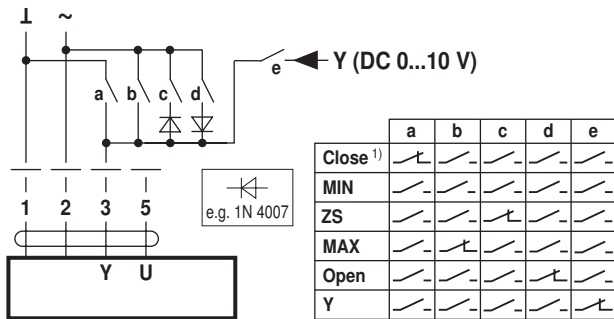 ⊥ ~
e Y (DC 0...10 V)
a b c d
1 2 3 5
e.g. 1N 4007
Y U
a b c d e
Close 1)
MIN
ZS
MAX
Open
Y